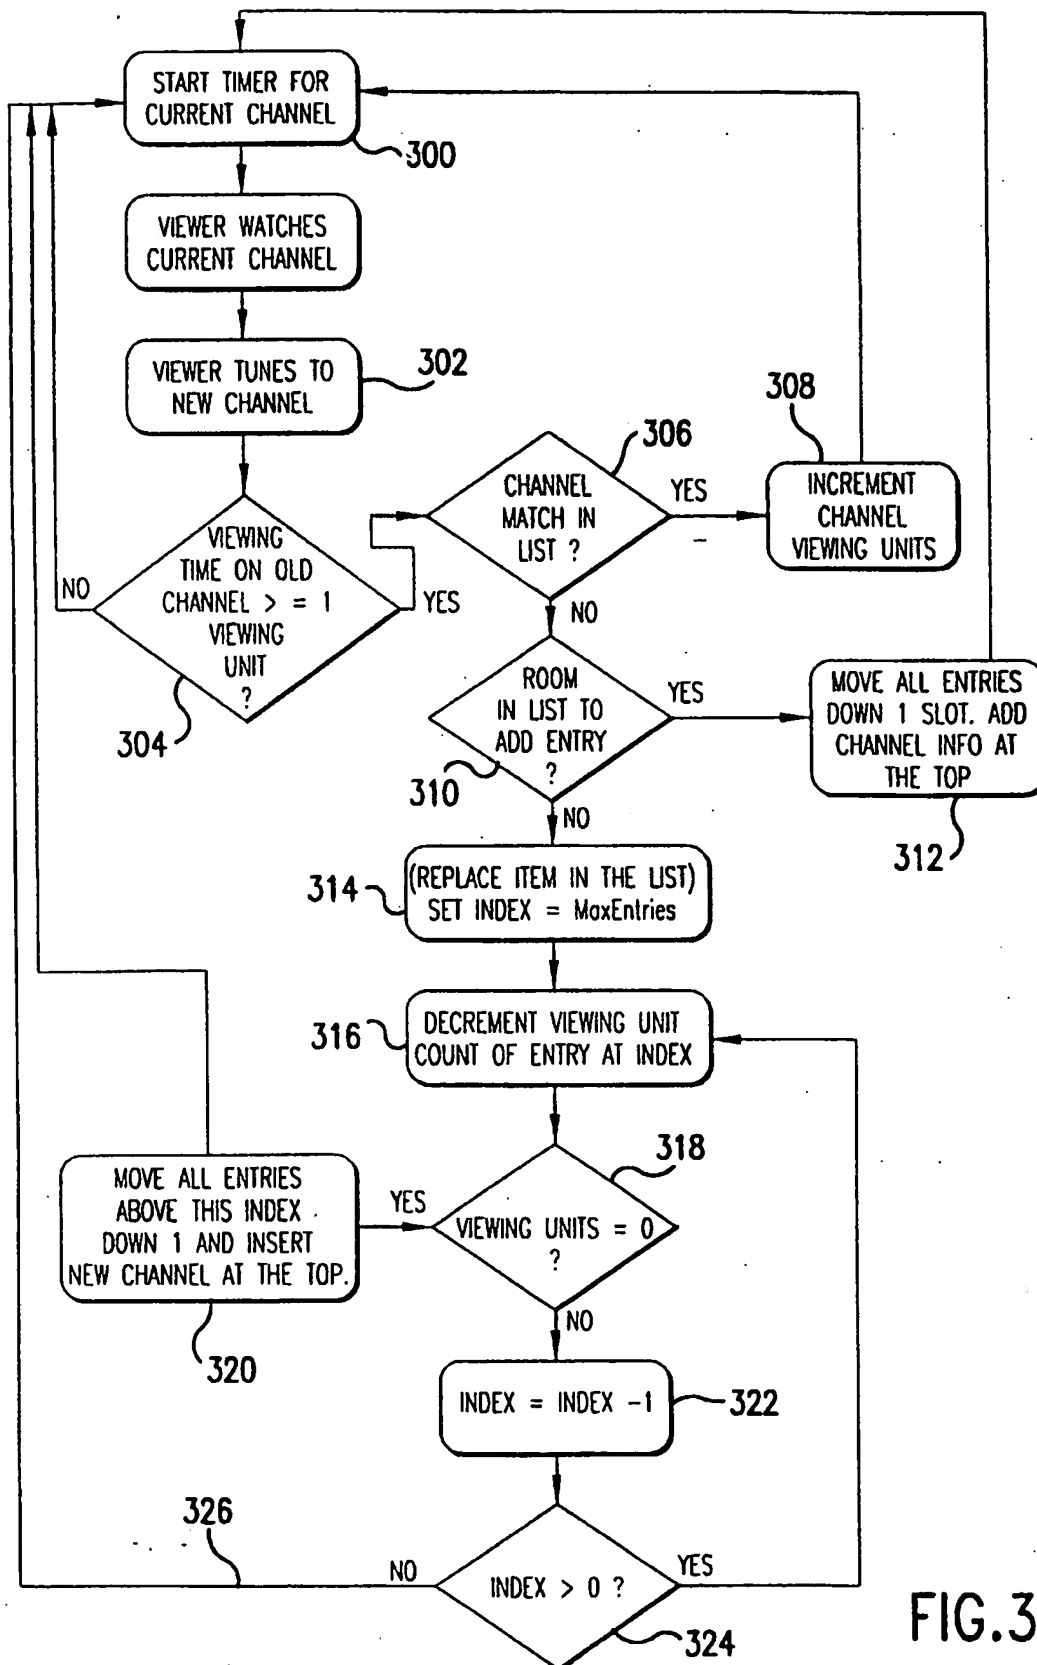 START TIMER FOR
CURRENT CHANNEL
300
VIEWER WATCHES
CURRENT CHANNEL
VIEWER TUNES TO
NEW CHANNEL
302
VIEWING
TIME ON OLD
CHANNEL > = 1
VIEWING
UNIT
?
NO
YES
304
306
CHANNEL
MATCH IN
LIST ?
YES
NO
308
INCREMENT
CHANNEL
VIEWING UNITS
ROOM
IN LIST TO
ADD ENTRY
?
YES
310
NO
MOVE ALL ENTRIES
DOWN 1 SLOT. ADD
CHANNEL INFO AT
THE TOP
312
314
(REPLACE ITEM IN THE LIST)
SET INDEX = MaxEntries
316
DECREMENT VIEWING UNIT
COUNT OF ENTRY AT INDEX
318
VIEWING UNITS = 0
?
YES
NO
MOVE ALL ENTRIES
ABOVE THIS INDEX
DOWN 1 AND INSERT
NEW CHANNEL AT THE TOP.
320
INDEX = INDEX -1
322
326
NO
INDEX > 0 ?
YES
324
FIG.3